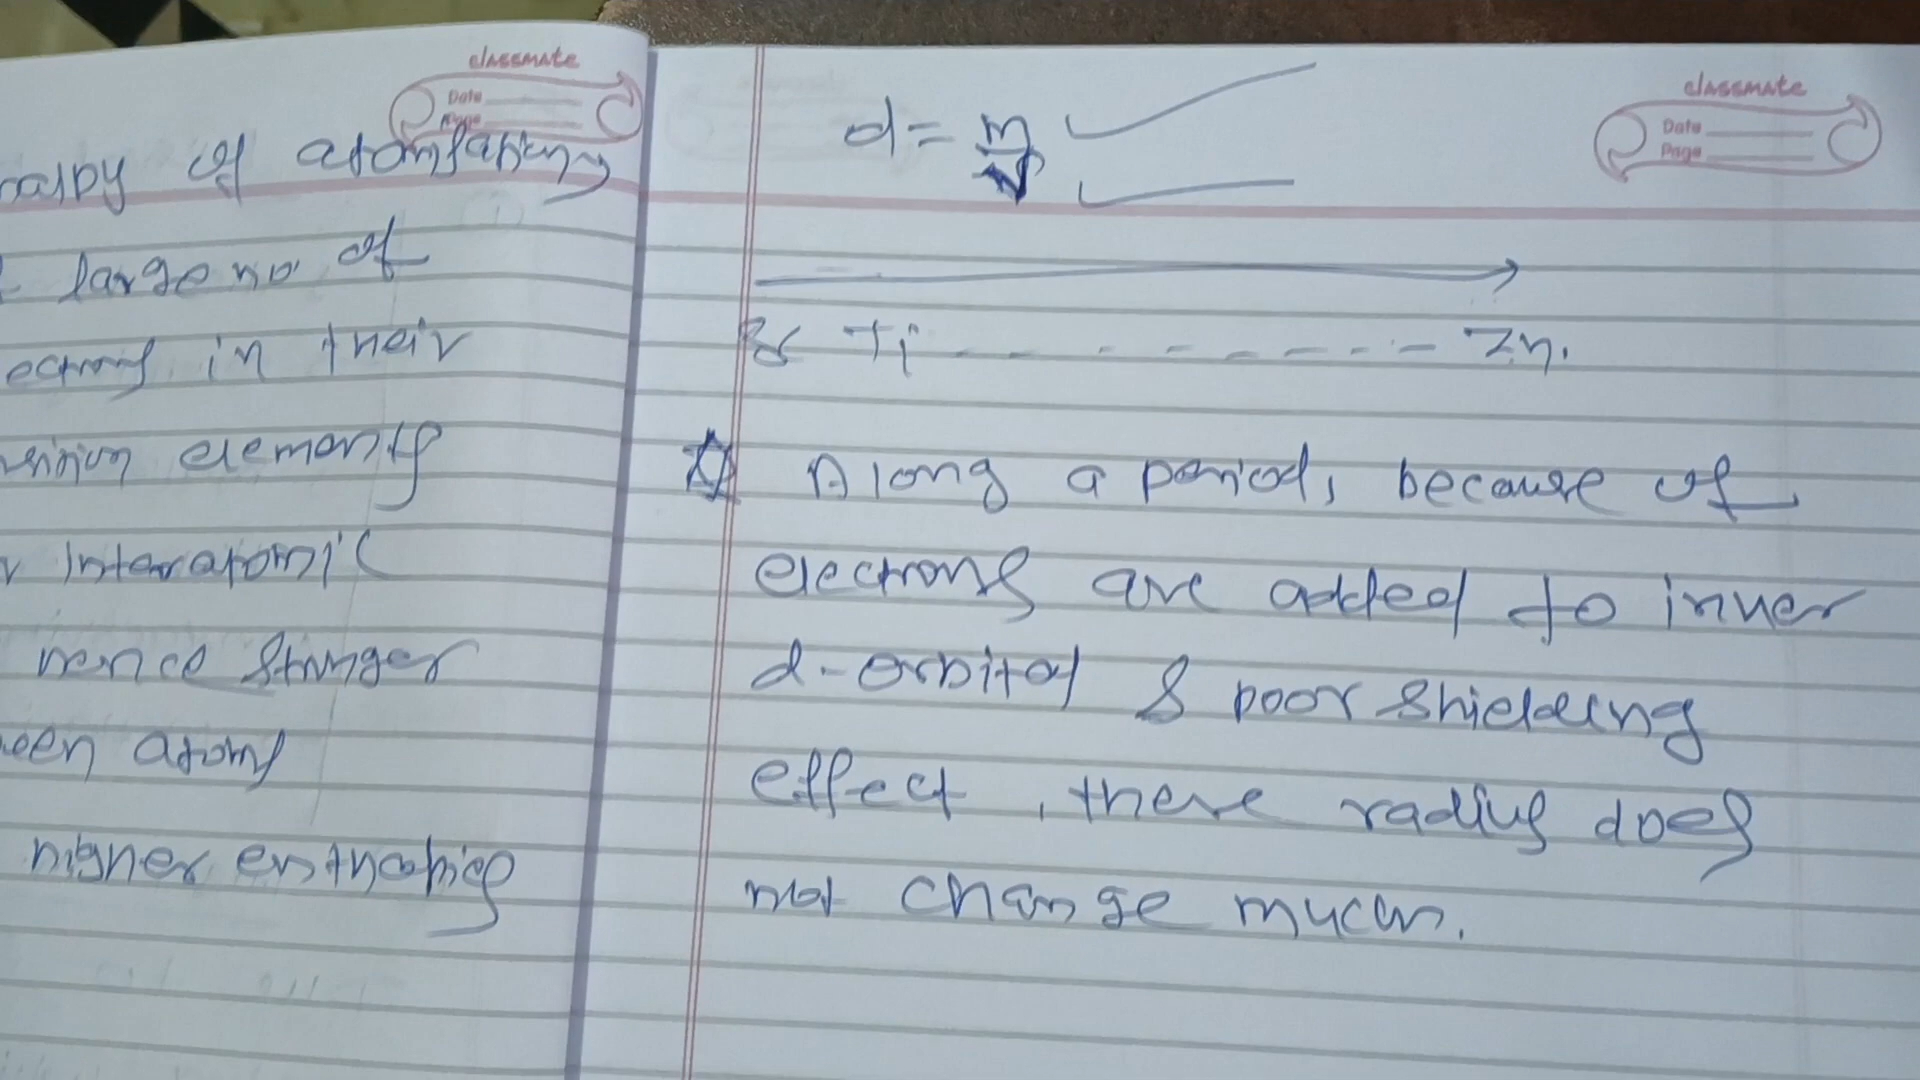 classmate
Date
Page
of atomisation
large no. of
in their
elements
interatomic
hence stronger
atoms
higher enthalpies
classmate
Date
Page
d = m/V
Sc Ti - - - - - - - - - Zn.
Along a period, because of
electrons are added to inner
d-orbital & poor shielding
effect, there radius does
not change much.